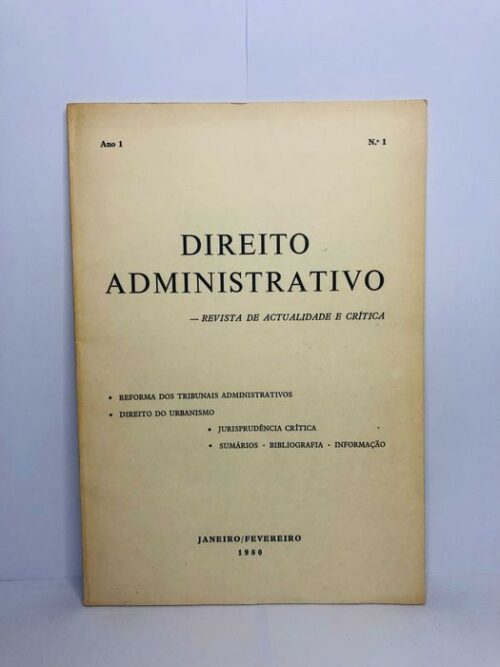 Ano 1
N.º 1
DIREITO
ADMINISTRATIVO
— REVISTA DE ACTUALIDADE E CRÍTICA
• REFORMA DOS TRIBUNAIS ADMINISTRATIVOS
• DIREITO DO URBANISMO
• JURISPRUDÊNCIA CRÍTICA
• SUMÁRIOS · BIBLIOGRAFIA · INFORMAÇÃO
JANEIRO/FEVEREIRO
1980